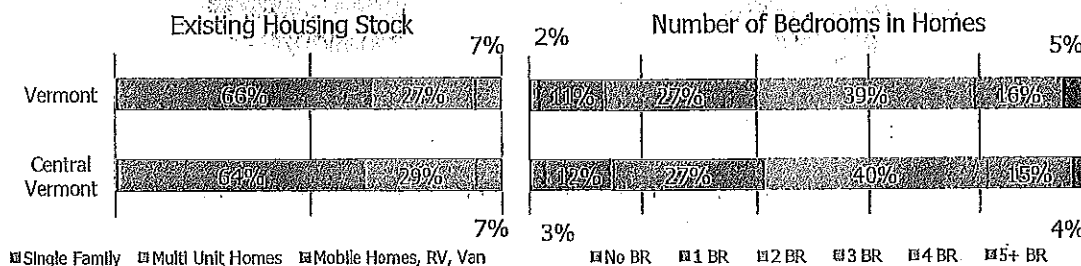 Existing Housing Stock
7%
Vermont 66% 27%
Central
Vermont 64% 29%
7%
Single Family Multi Unit Homes Mobile Homes, RV, Van
Number of Bedrooms in Homes
2% 5%
11% 27% 39% 16%
12% 27% 40% 15%
3% 4%
No BR 1 BR 2 BR 3 BR 4 BR 5+ BR